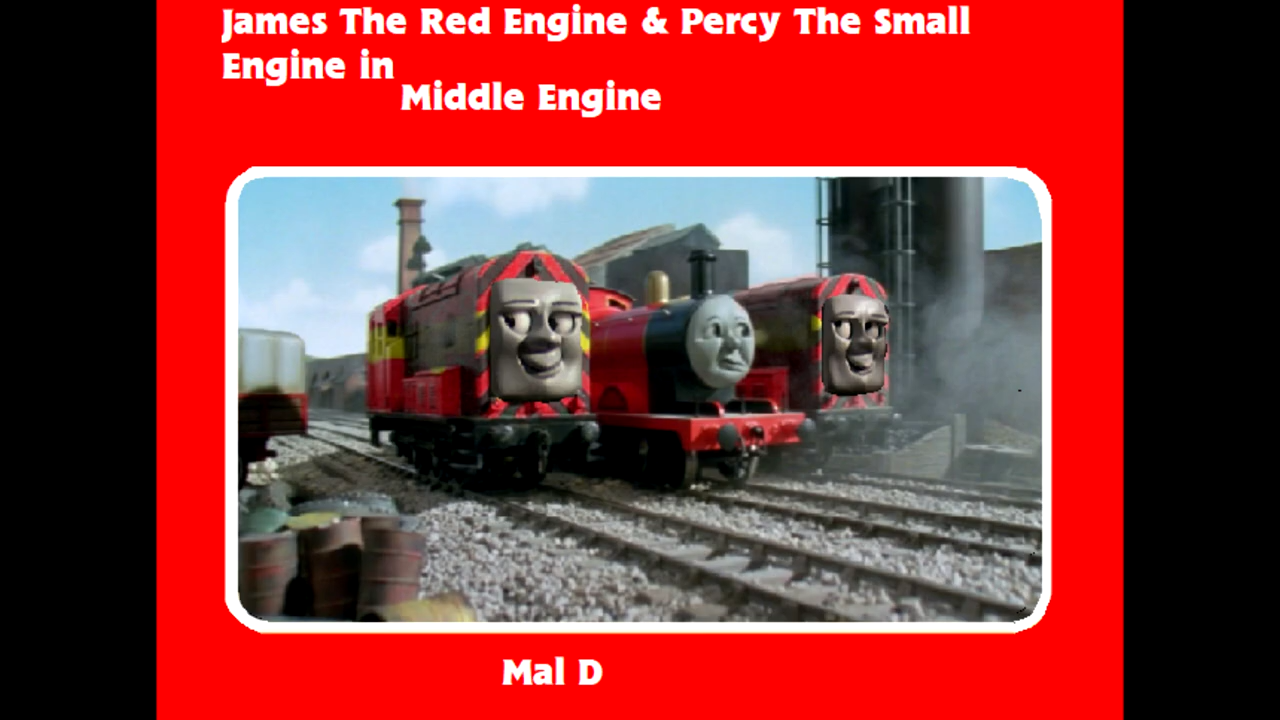 James The Red Engine & Percy The Small
Engine in
Middle Engine
Mal D